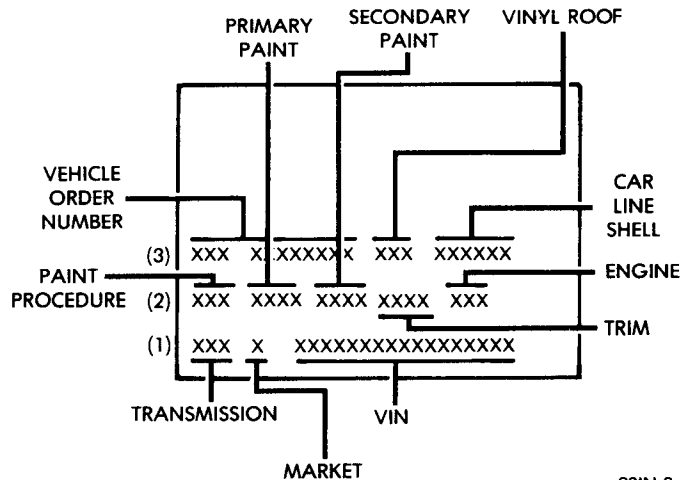 PRIMARY
PAINT
SECONDARY
PAINT
VINYL ROOF
VEHICLE
ORDER
NUMBER
CAR
LINE
SHELL
(3) XXX X XXXXXXX XXX XXXXXX
PAINT
PROCEDURE
ENGINE
(2) XXX XXXX XXXX XXXX XXX
TRIM
(1) XXX X XXXXXXXXXXXXXXXXX
TRANSMISSION
VIN
MARKET